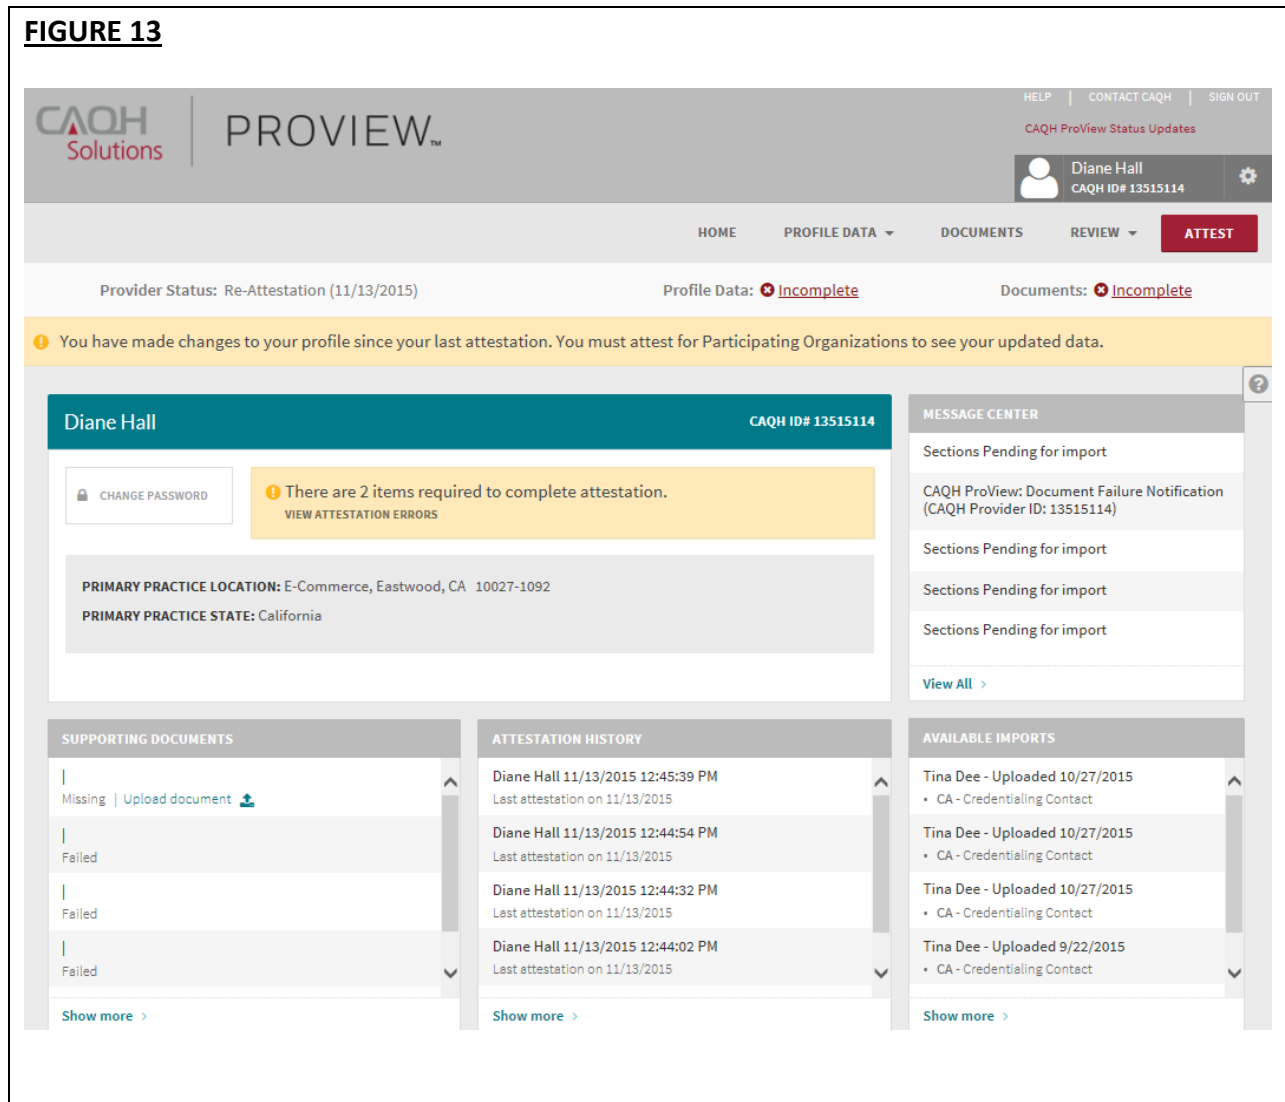 FIGURE 13
CAQH
Solutions
PROVIEW™
HELP | CONTACT CAQH | SIGN OUT
CAQH ProView Status Updates
Diane Hall
CAQH ID# 13515114
HOME PROFILE DATA DOCUMENTS REVIEW ATTEST
Provider Status: Re-Attestation (11/13/2015) Profile Data: Incomplete Documents: Incomplete
You have made changes to your profile since your last attestation. You must attest for Participating Organizations to see your updated data.
Diane Hall CAQH ID# 13515114
CHANGE PASSWORD
There are 2 items required to complete attestation.
VIEW ATTESTATION ERRORS
PRIMARY PRACTICE LOCATION: E-Commerce, Eastwood, CA 10027-1092
PRIMARY PRACTICE STATE: California
MESSAGE CENTER
Sections Pending for import
CAQH ProView: Document Failure Notification
(CAQH Provider ID: 13515114)
Sections Pending for import
Sections Pending for import
Sections Pending for import
View All >
SUPPORTING DOCUMENTS
|
Missing | Upload document
|
Failed
|
Failed
|
Failed
Show more >
ATTESTATION HISTORY
Diane Hall 11/13/2015 12:45:39 PM
Last attestation on 11/13/2015
Diane Hall 11/13/2015 12:44:54 PM
Last attestation on 11/13/2015
Diane Hall 11/13/2015 12:44:32 PM
Last attestation on 11/13/2015
Diane Hall 11/13/2015 12:44:02 PM
Last attestation on 11/13/2015
Show more >
AVAILABLE IMPORTS
Tina Dee - Uploaded 10/27/2015
• CA - Credentialing Contact
Tina Dee - Uploaded 10/27/2015
• CA - Credentialing Contact
Tina Dee - Uploaded 10/27/2015
• CA - Credentialing Contact
Tina Dee - Uploaded 9/22/2015
• CA - Credentialing Contact
Show more >